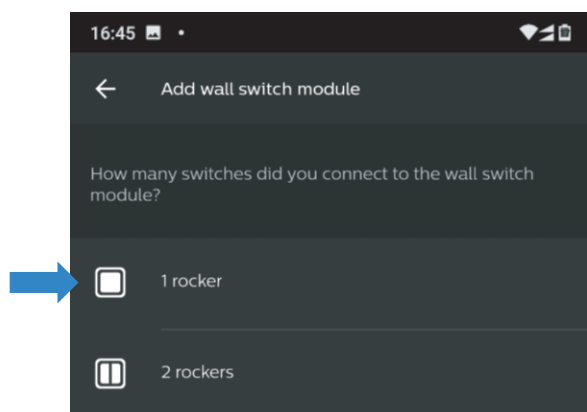 16:45
Add wall switch module
How many switches did you connect to the wall switch
module?
1 rocker
2 rockers